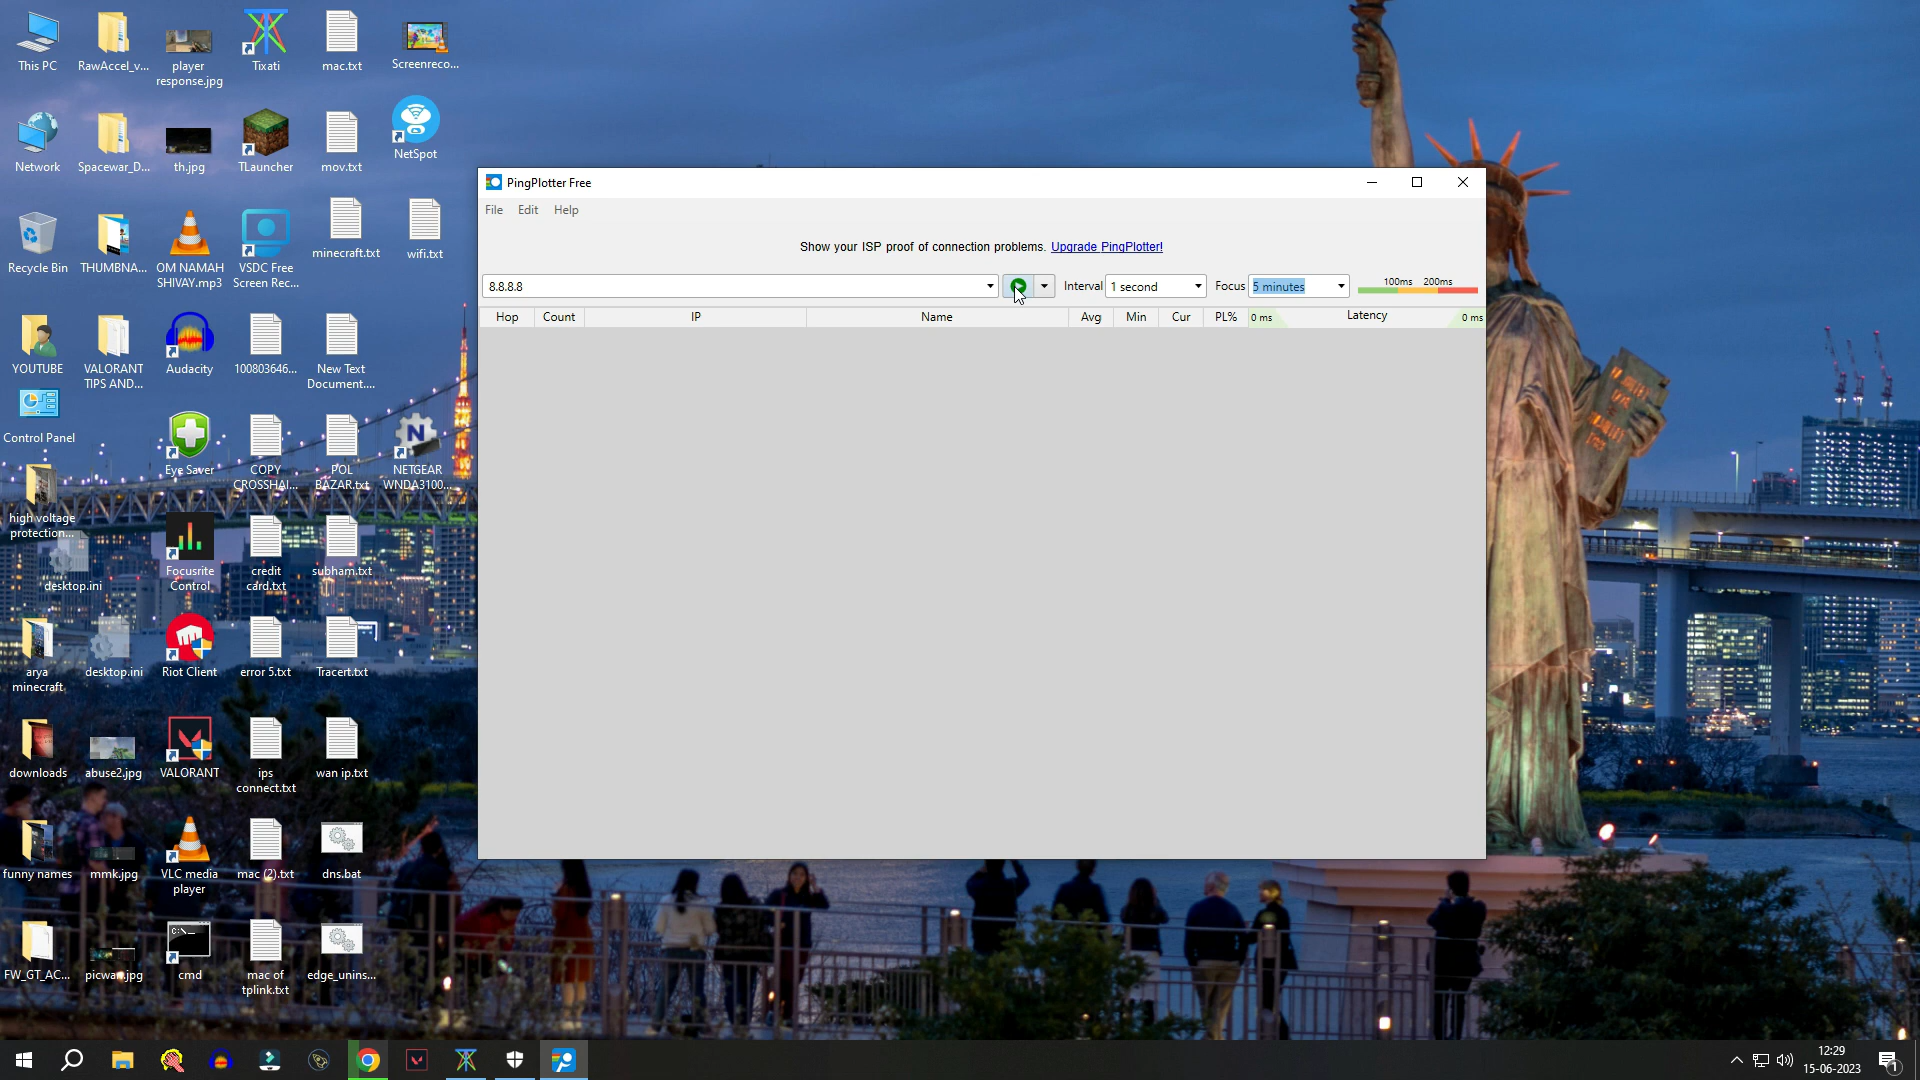 This PC
RawAccel_v...
player
response.jpg
Tixati
mac.txt
Screenreco...
Network
Spacewar_D...
th.jpg
TLauncher
mov.txt
NetSpot
Recycle Bin
THUMBNA...
OM NAMAH
SHIVAY.mp3
VSDC Free
Screen Rec...
minecraft.txt
wifi.txt
YOUTUBE
VALORANT
TIPS AND...
Audacity
100803646...
New Text
Document....
Control Panel
Eye Saver
COPY
CROSSHAI...
POL
BAZAR.txt
NETGEAR
WNDA3100...
high voltage
protection...
desktop.ini
Focusrite
Control
credit
card.txt
subham.txt
arya
minecraft
desktop.ini
Riot Client
error 5.txt
Tracert.txt
downloads
abuse2.jpg
VALORANT
ips
connect.txt
wan ip.txt
funny names
mmk.jpg
VLC media
player
mac (2).txt
dns.bat
FW_GT_AC...
picwan.jpg
cmd
mac of
tplink.txt
edge_unins...
PingPlotter Free
File Edit Help
Show your ISP proof of connection problems. Upgrade PingPlotter!
8.8.8.8
Interval 1 second
Focus 5 minutes
100ms 200ms
Hop Count IP Name Avg Min Cur PL% 0 ms Latency 0 ms
12:29
15-06-2023
1